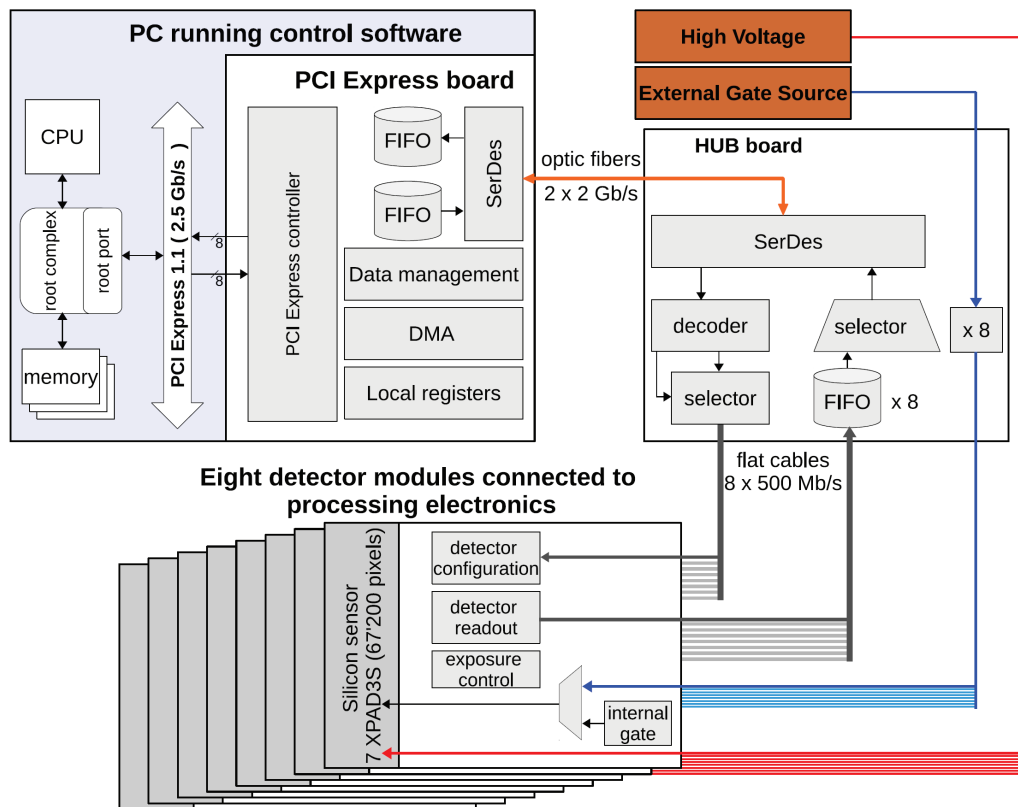 PC running control software
PCI Express board
CPU
root complex
root port
memory
PCI Express 1.1 ( 2.5 Gb/s )
8
8
PCI Express controller
FIFO
FIFO
SerDes
Data management
DMA
Local registers
optic fibers
2 x 2 Gb/s
High Voltage
External Gate Source
HUB board
SerDes
decoder
selector
selector
FIFO
x 8
x 8
flat cables
8 x 500 Mb/s
Eight detector modules connected to
processing electronics
Silicon sensor
7 XPAD3S (67'200 pixels)
detector
configuration
detector
readout
exposure
control
internal
gate